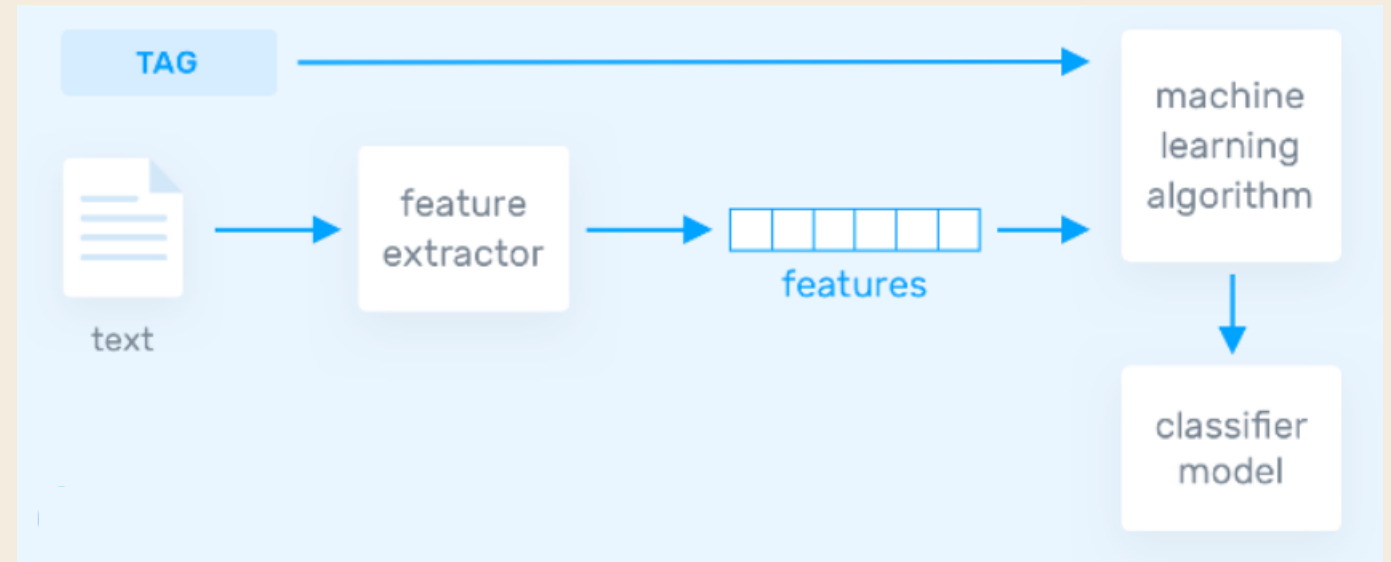 TAG
machine
learning
algorithm
feature
extractor
features
text
classifier
model